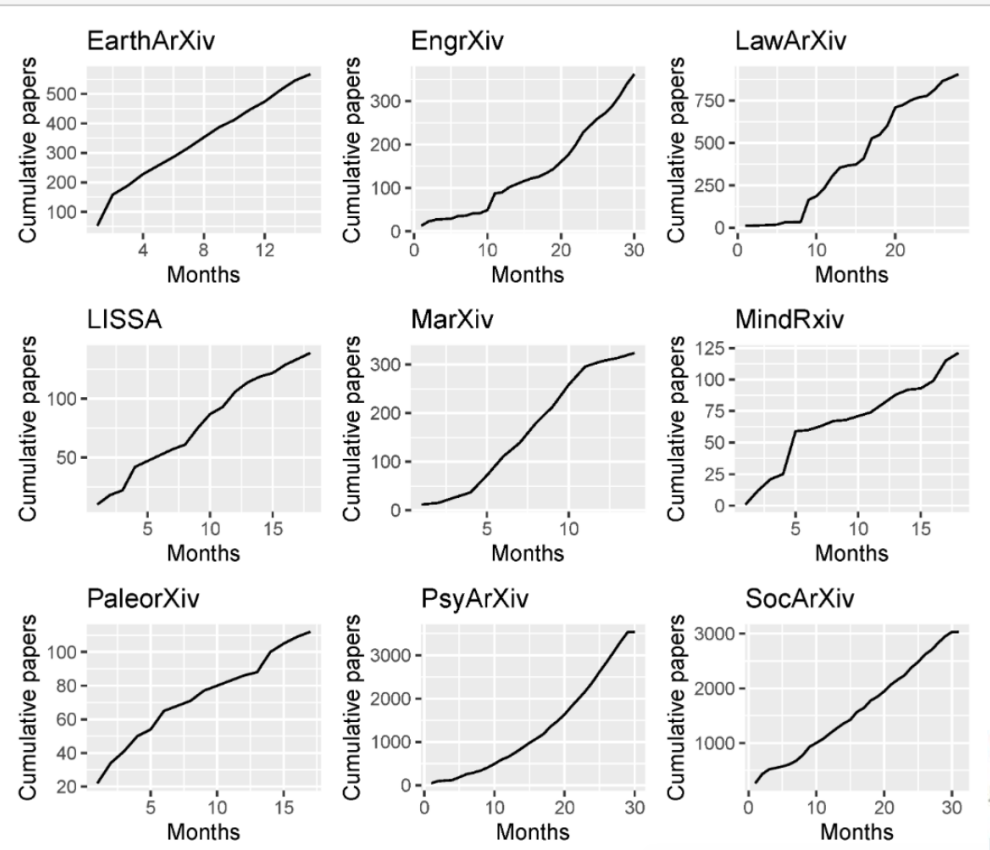 EarthArXiv
EngrXiv
LawArXiv
Cumulative papers
500
400
300
200
100
4
8
12
Months
Cumulative papers
300
200
100
0
0
10
20
30
Months
Cumulative papers
750
500
250
0
0
10
20
Months
LISSA
MarXiv
MindRxiv
Cumulative papers
100
50
5
10
15
Months
Cumulative papers
300
200
100
0
5
10
Months
Cumulative papers
125
100
75
50
25
0
5
10
15
Months
PaleorXiv
PsyArXiv
SocArXiv
Cumulative papers
100
80
60
40
20
5
10
15
Months
Cumulative papers
3000
2000
1000
0
0
10
20
30
Months
Cumulative papers
3000
2000
1000
0
10
20
30
Months